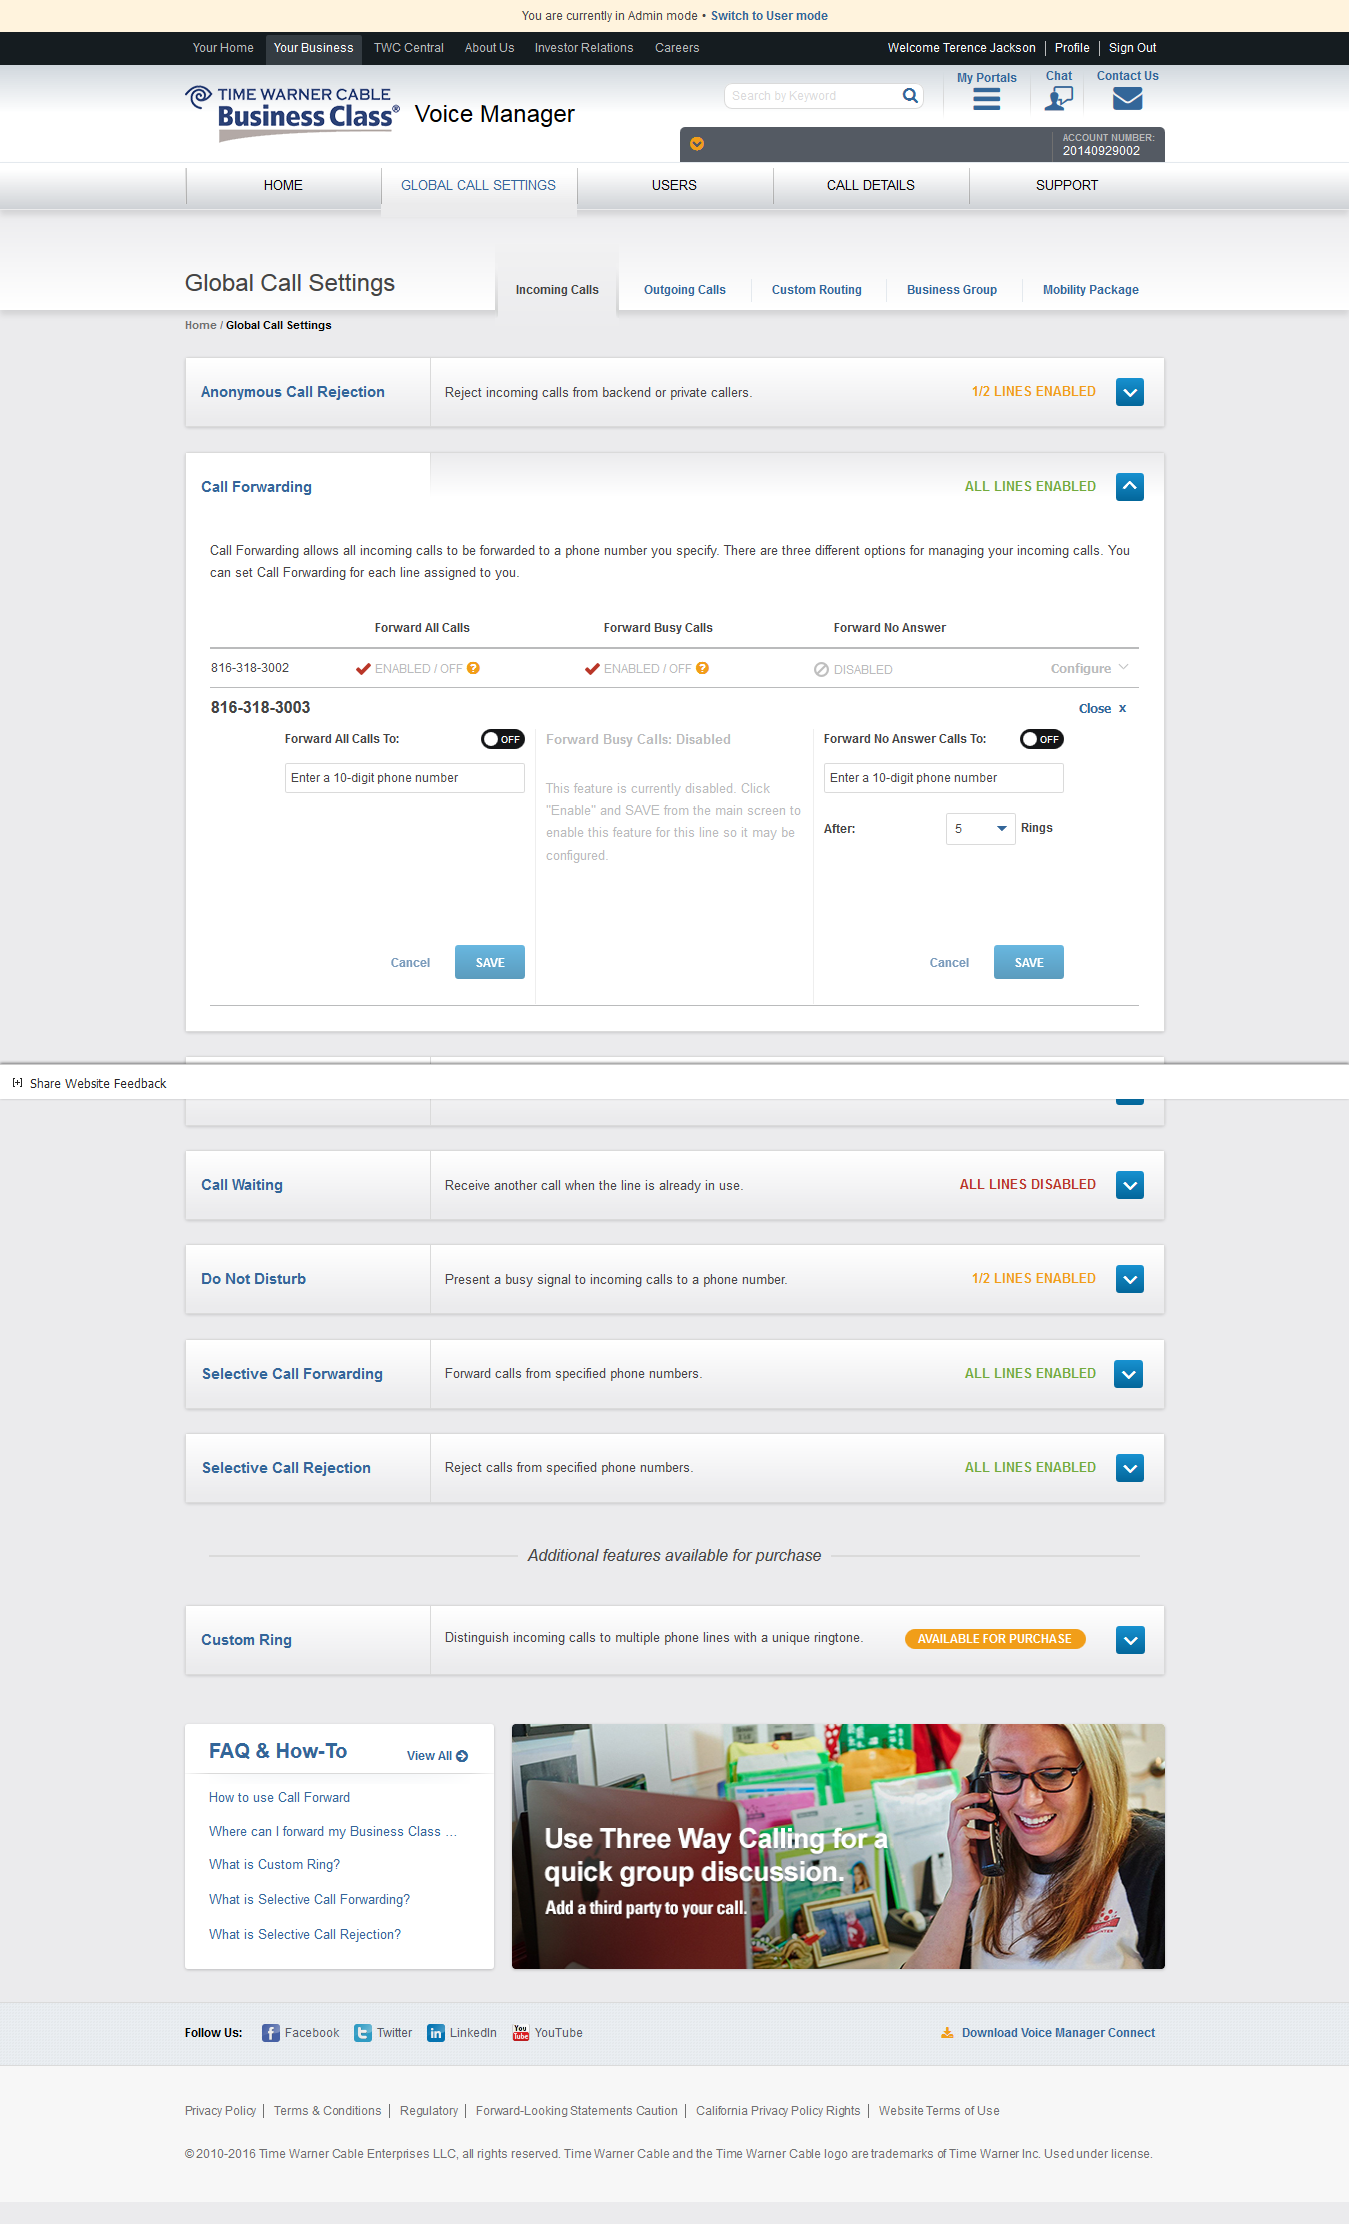 You are currently in Admin mode • Switch to User mode
Your Home Your Business TWC Central About Us Investor Relations Careers Welcome Terence Jackson Profile Sign Out
TIME WARNER CABLE
Business Class®
Voice Manager
Search by Keyword
My Portals Chat Contact Us
ACCOUNT NUMBER:
20140929002
HOME GLOBAL CALL SETTINGS USERS CALL DETAILS SUPPORT
Global Call Settings
Incoming Calls Outgoing Calls Custom Routing Business Group Mobility Package
Home / Global Call Settings
Anonymous Call Rejection Reject incoming calls from backend or private callers. 1/2 LINES ENABLED
Call Forwarding ALL LINES ENABLED
Call Forwarding allows all incoming calls to be forwarded to a phone number you specify. There are three different options for managing your incoming calls. You
can set Call Forwarding for each line assigned to you.
Forward All Calls Forward Busy Calls Forward No Answer
816-318-3002 ENABLED / OFF ? ENABLED / OFF ? DISABLED Configure
816-318-3003 Close x
Forward All Calls To: OFF
Enter a 10-digit phone number
Cancel SAVE
Forward Busy Calls: Disabled
This feature is currently disabled. Click
"Enable" and SAVE from the main screen to
enable this feature for this line so it may be
configured.
Forward No Answer Calls To: OFF
Enter a 10-digit phone number
After: 5 Rings
Cancel SAVE
[+] Share Website Feedback
Call Waiting Receive another call when the line is already in use. ALL LINES DISABLED
Do Not Disturb Present a busy signal to incoming calls to a phone number. 1/2 LINES ENABLED
Selective Call Forwarding Forward calls from specified phone numbers. ALL LINES ENABLED
Selective Call Rejection Reject calls from specified phone numbers. ALL LINES ENABLED
Additional features available for purchase
Custom Ring Distinguish incoming calls to multiple phone lines with a unique ringtone. AVAILABLE FOR PURCHASE
FAQ & How-To View All
How to use Call Forward
Where can I forward my Business Class ...
What is Custom Ring?
What is Selective Call Forwarding?
What is Selective Call Rejection?
Use Three Way Calling for a
quick group discussion.
Add a third party to your call.
Follow Us: f Facebook t Twitter in LinkedIn You Tube YouTube Download Voice Manager Connect
Privacy Policy Terms & Conditions Regulatory Forward-Looking Statements Caution California Privacy Policy Rights Website Terms of Use
© 2010-2016 Time Warner Cable Enterprises LLC, all rights reserved. Time Warner Cable and the Time Warner Cable logo are trademarks of Time Warner Inc. Used under license.